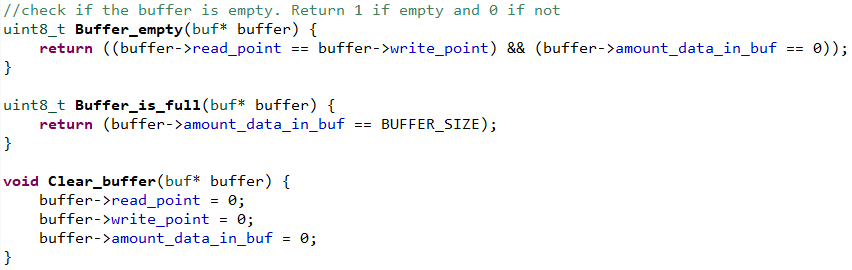 //check if the buffer is empty. Return 1 if empty and 0 if not
uint8_t Buffer_empty(buf* buffer) {
    return ((buffer->read_point == buffer->write_point) && (buffer->amount_data_in_buf == 0));
}

uint8_t Buffer_is_full(buf* buffer) {
    return (buffer->amount_data_in_buf == BUFFER_SIZE);
}

void Clear_buffer(buf* buffer) {
    buffer->read_point = 0;
    buffer->write_point = 0;
    buffer->amount_data_in_buf = 0;
}